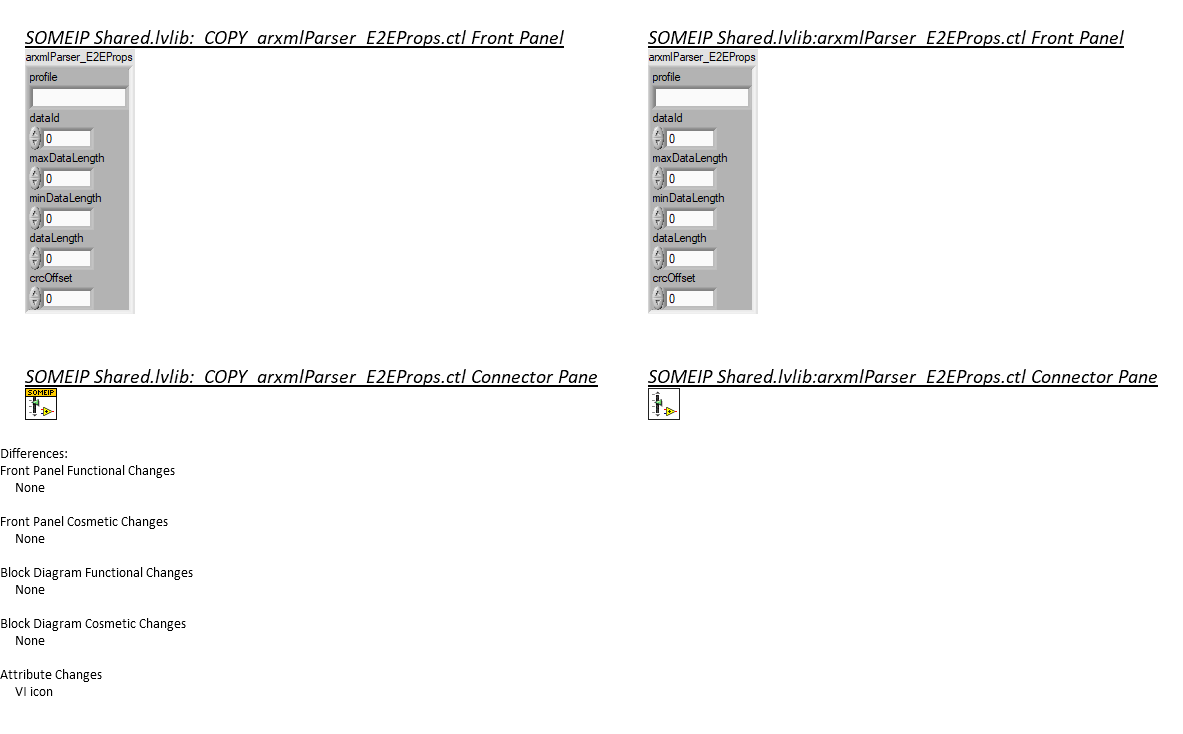 SOMEIP Shared.lvlib:_COPY_arxmlParser_E2EProps.ctl Front Panel
arxmlParser_E2EProps
profile
dataId
0
maxDataLength
0
minDataLength
0
dataLength
0
crcOffset
0
SOMEIP Shared.lvlib:arxmlParser_E2EProps.ctl Front Panel
arxmlParser_E2EProps
profile
dataId
0
maxDataLength
0
minDataLength
0
dataLength
0
crcOffset
0
SOMEIP Shared.lvlib:_COPY_arxmlParser_E2EProps.ctl Connector Pane
SOMEIP
SOMEIP Shared.lvlib:arxmlParser_E2EProps.ctl Connector Pane
Differences:
Front Panel Functional Changes
None
Front Panel Cosmetic Changes
None
Block Diagram Functional Changes
None
Block Diagram Cosmetic Changes
None
Attribute Changes
VI icon